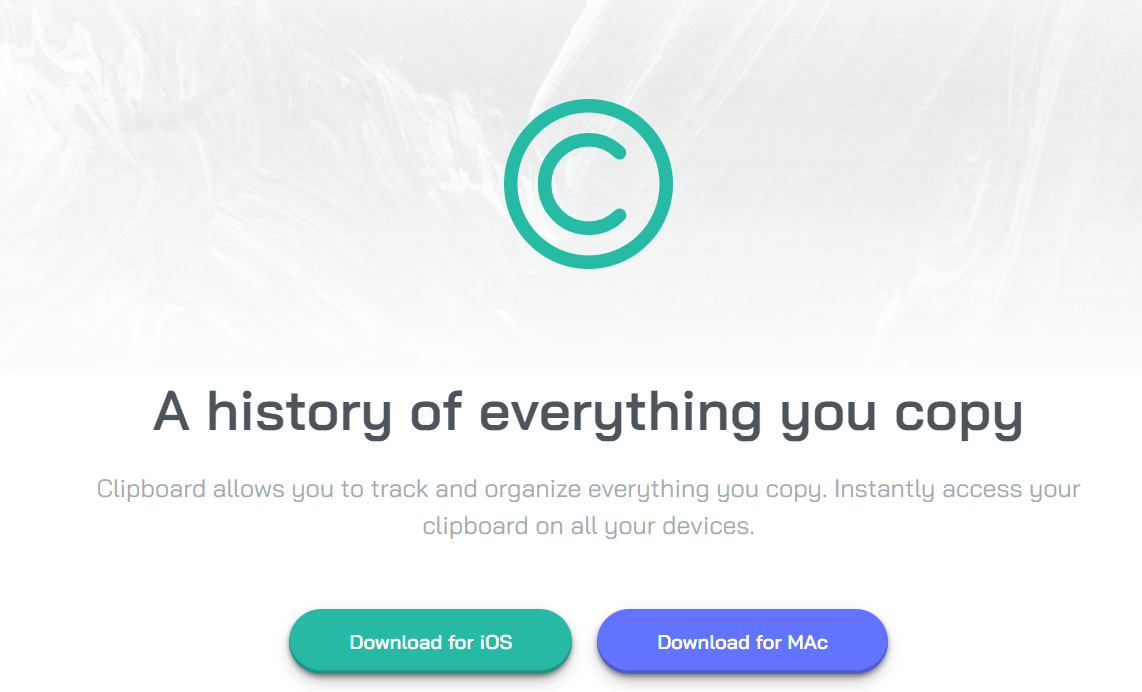 A history of everything you copy
Clipboard allows you to track and organize everything you copy. Instantly access your
clipboard on all your devices.
Download for iOS
Download for MAc